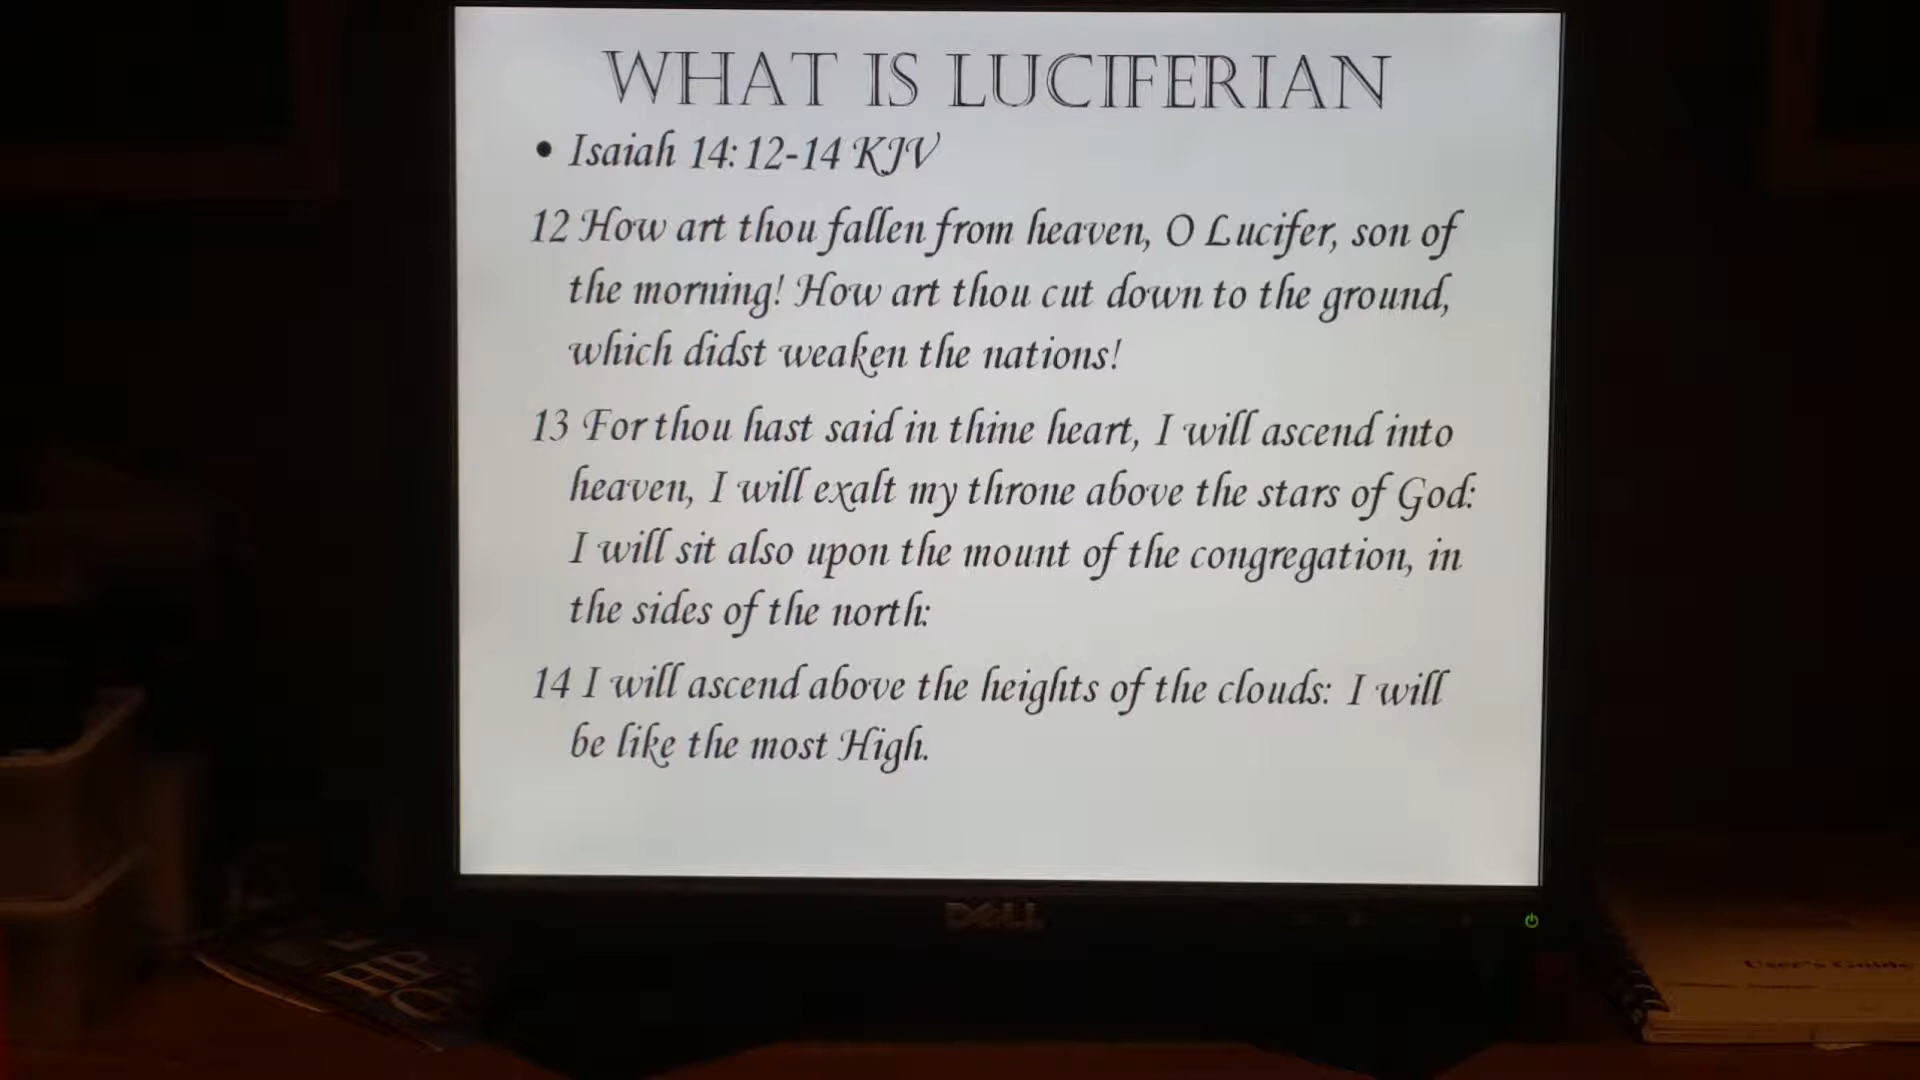 WHAT IS LUCIFERIAN
• Isaiah 14:12-14 KJV
12 How art thou fallen from heaven, O Lucifer, son of
the morning! How art thou cut down to the ground,
which didst weaken the nations!
13 For thou hast said in thine heart, I will ascend into
heaven, I will exalt my throne above the stars of God:
I will sit also upon the mount of the congregation, in
the sides of the north:
14 I will ascend above the heights of the clouds: I will
be like the most High.
DELL
User's Guide